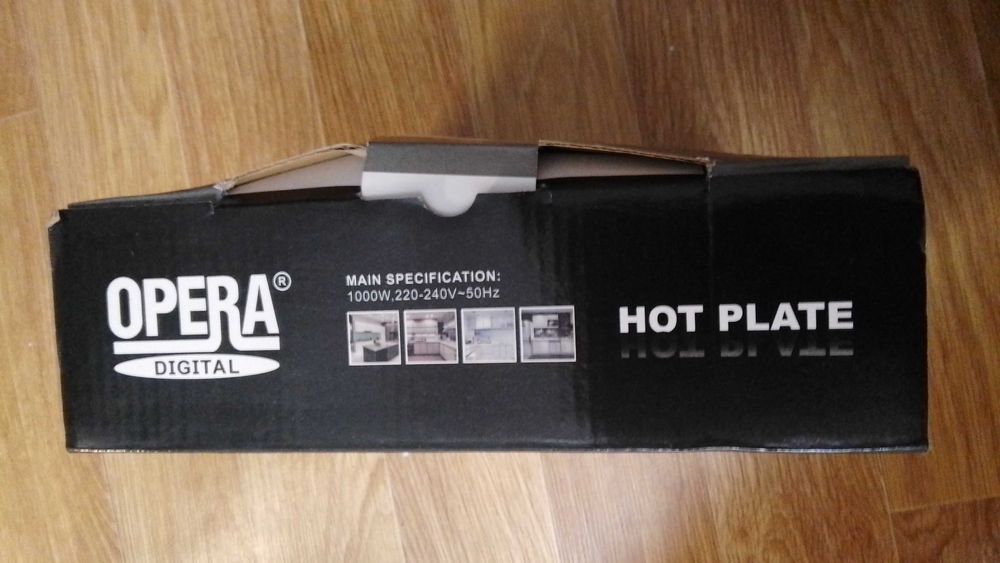 OPERA®
DIGITAL
MAIN SPECIFICATION:
1000W,220-240V~50Hz
HOT PLATE